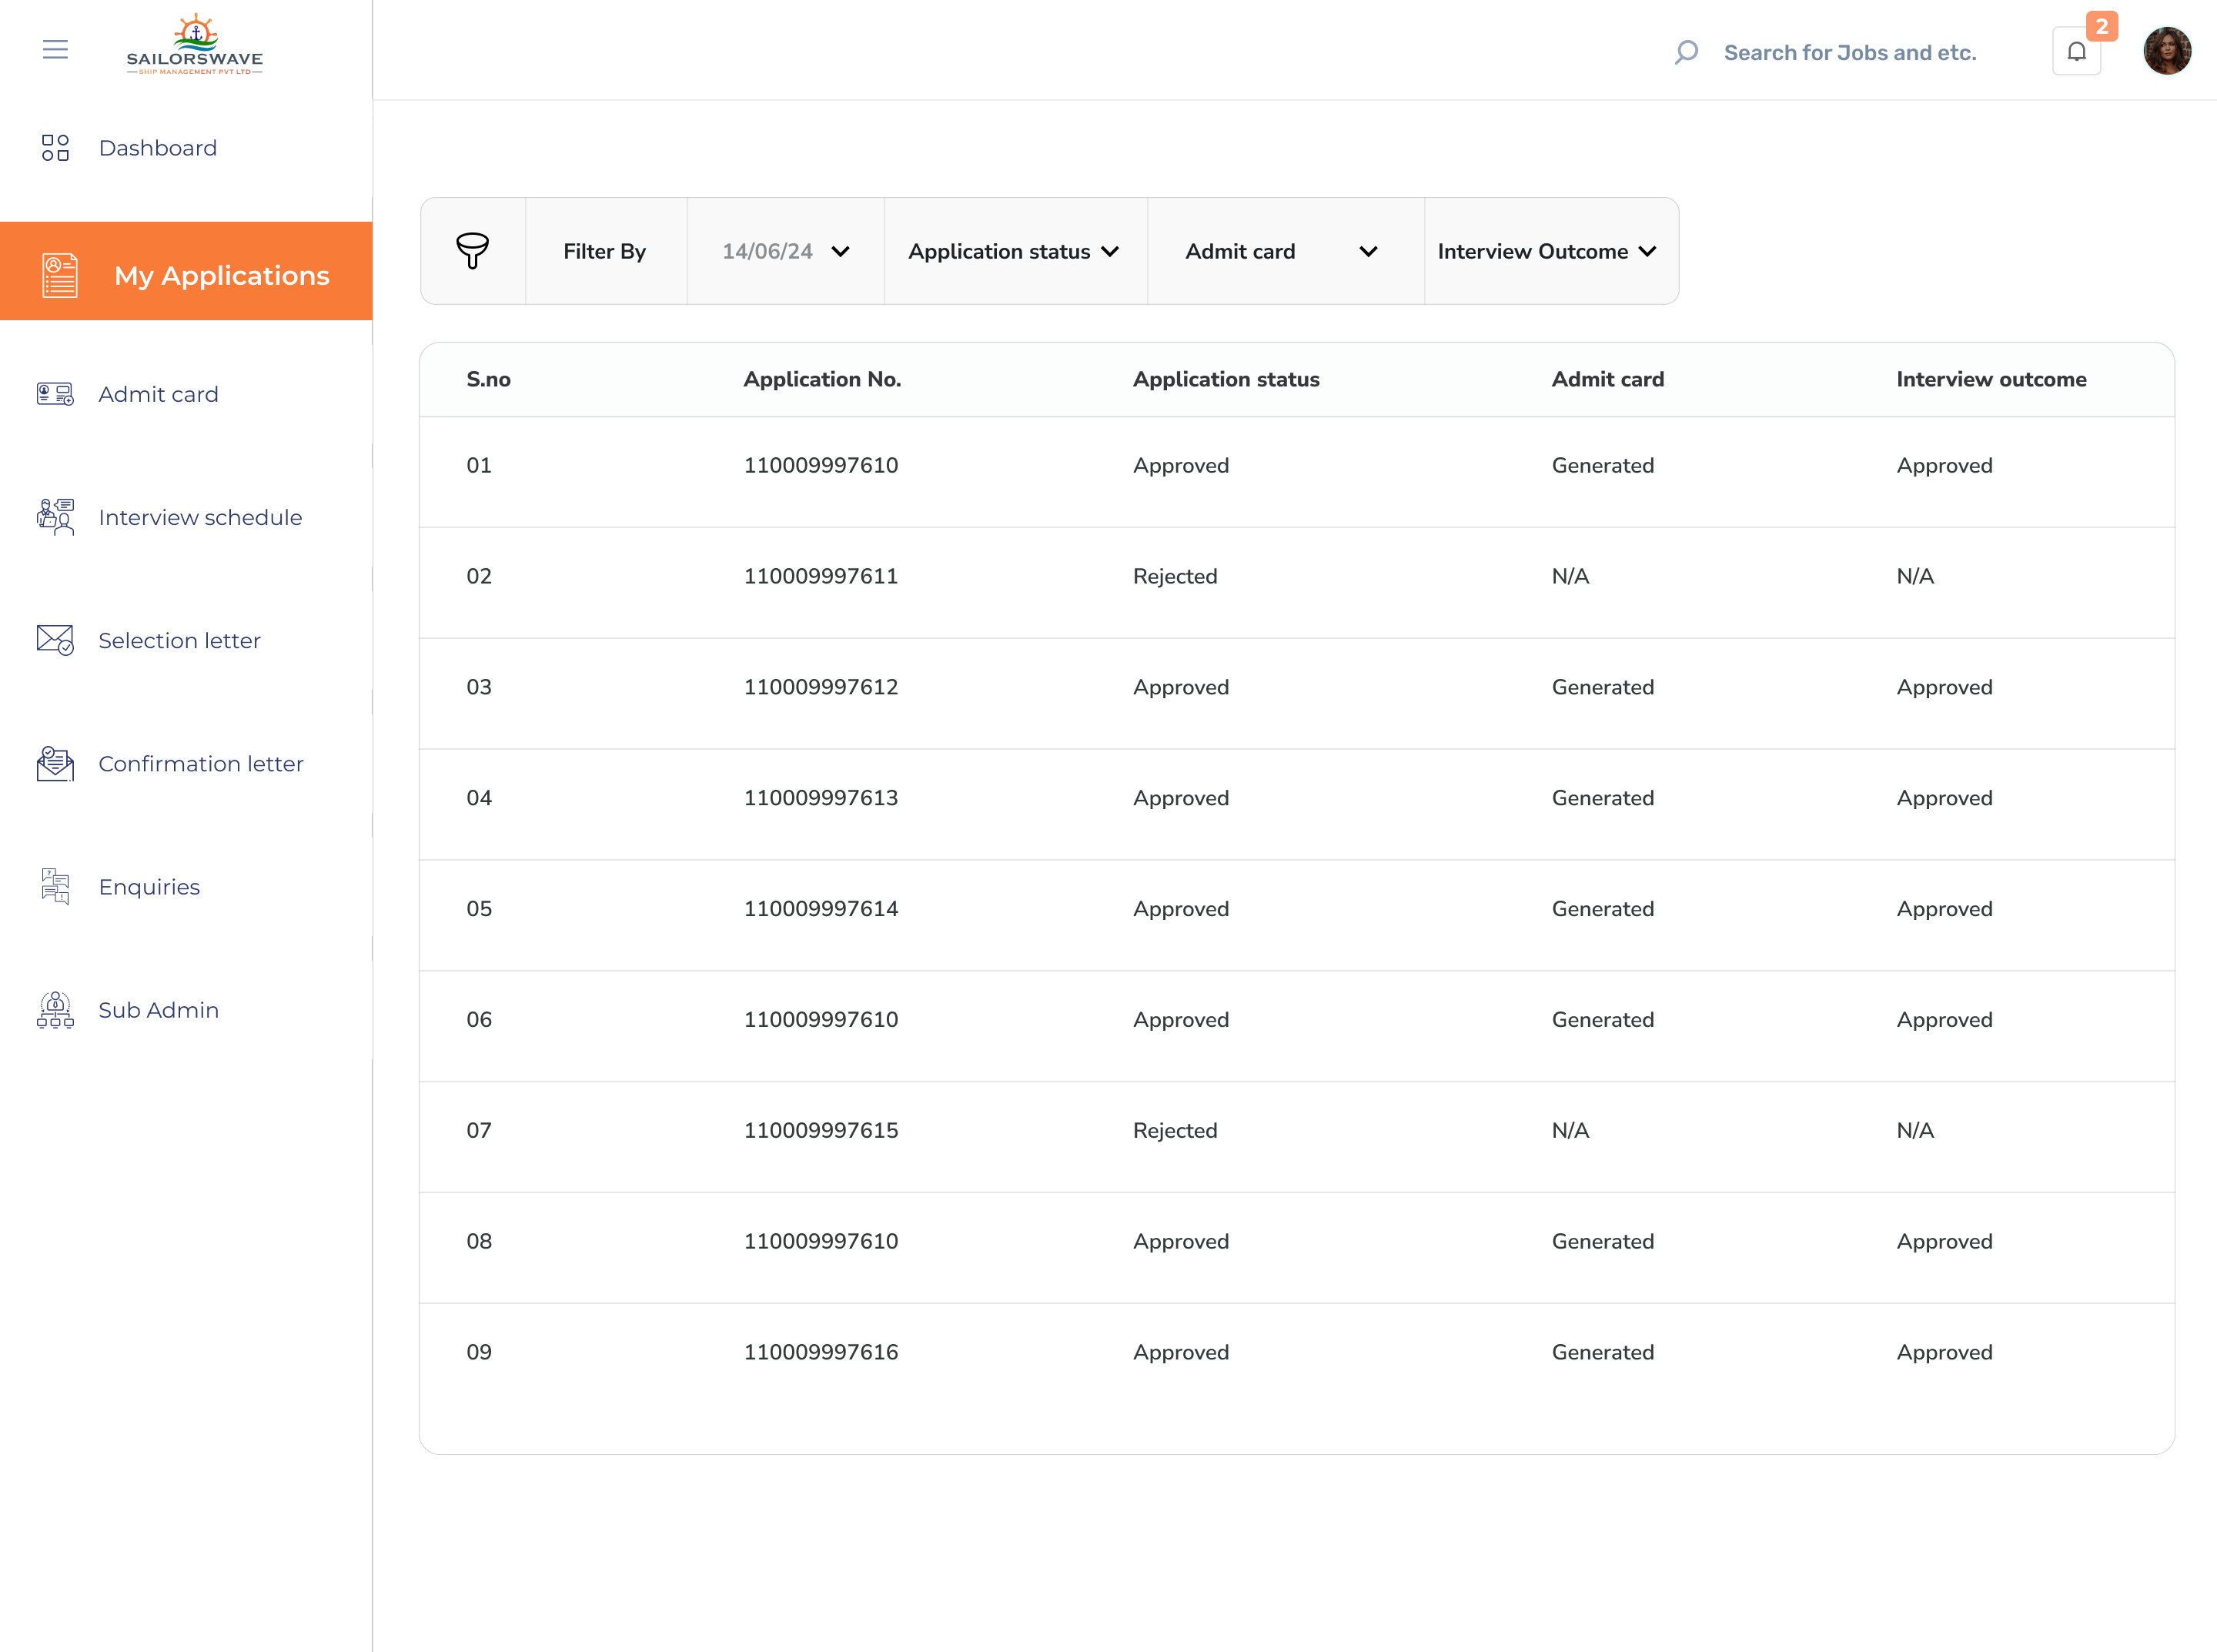 SAILORSWAVE
SHIP MANAGEMENT PVT LTD
Search for Jobs and etc.
2
Dashboard
My Applications
Admit card
Interview schedule
Selection letter
Confirmation letter
Enquiries
Sub Admin
Filter By 14/06/24 Application status Admit card Interview Outcome
S.no Application No. Application status Admit card Interview outcome
01 110009997610 Approved Generated Approved
02 110009997611 Rejected N/A N/A
03 110009997612 Approved Generated Approved
04 110009997613 Approved Generated Approved
05 110009997614 Approved Generated Approved
06 110009997610 Approved Generated Approved
07 110009997615 Rejected N/A N/A
08 110009997610 Approved Generated Approved
09 110009997616 Approved Generated Approved